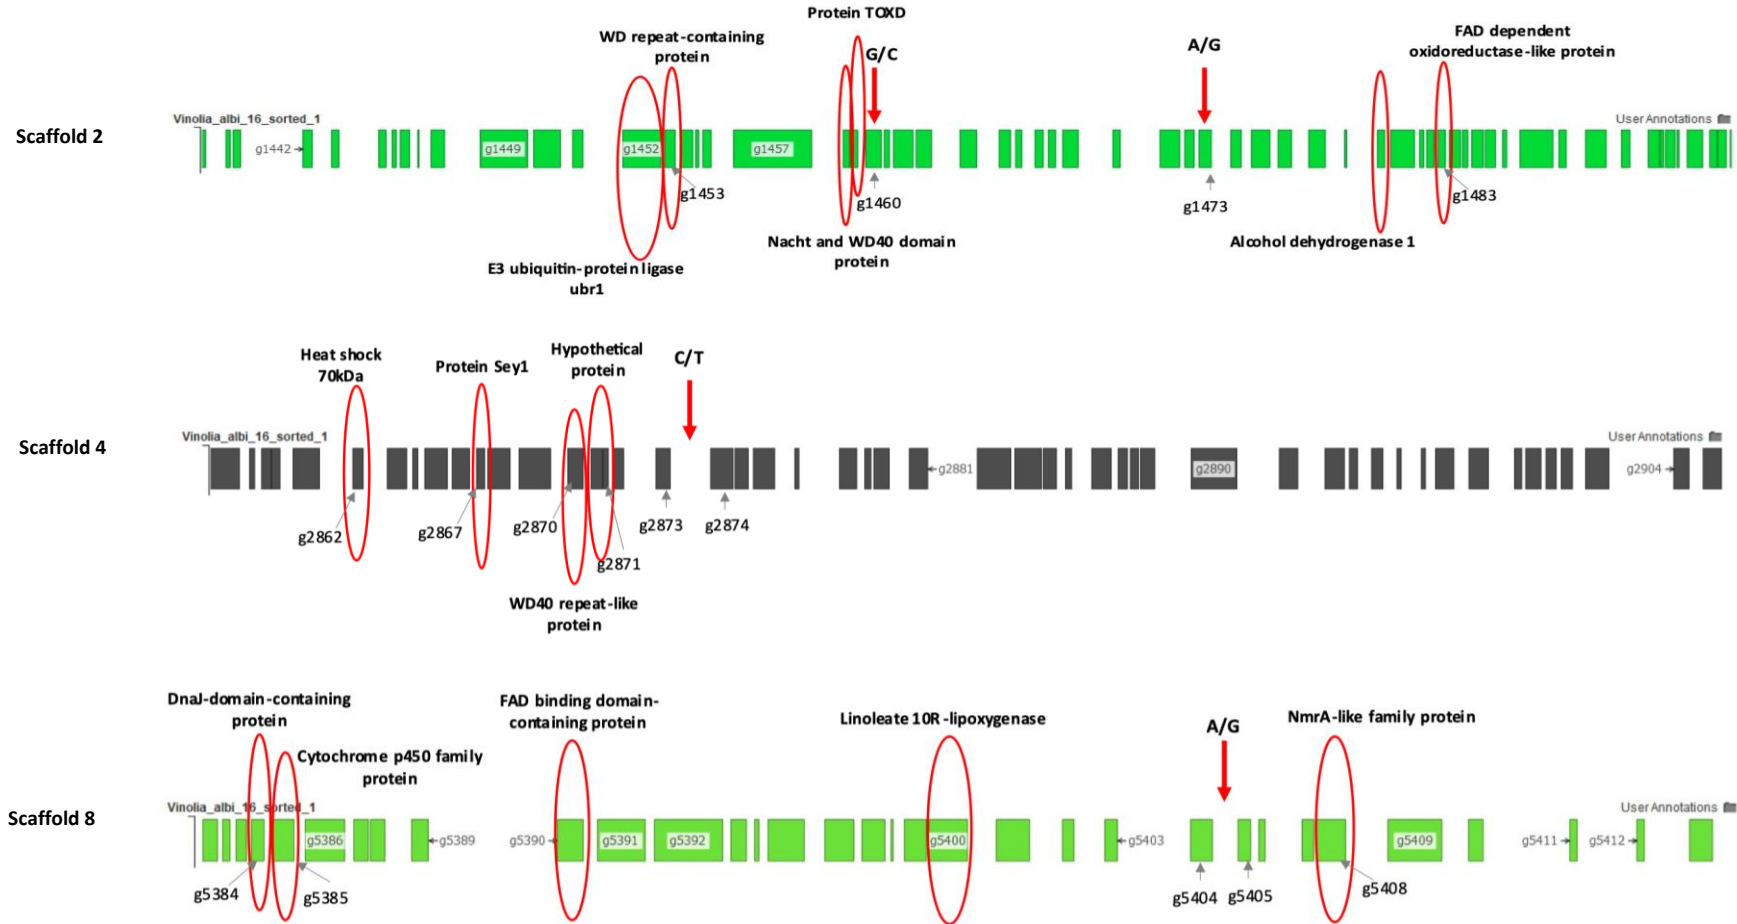 Protein TOXD
WD repeat-containing
protein
G/C
A/G
FAD dependent
oxidoreductase-like protein
Scaffold 2
Vinolia_albi_16_sorted_1
User Annotations
g1442
g1449
g1452
g1457
g1453
g1460
g1473
g1483
Nacht and WD40 domain
protein
Alcohol dehydrogenase 1
E3 ubiquitin-protein ligase
ubr1
Heat shock
70kDa
Protein Sey1
Hypothetical
protein
C/T
Scaffold 4
Vinolia_albi_16_sorted_1
User Annotations
g2881
g2890
g2904
g2862
g2867
g2870
g2871
g2873
g2874
WD40 repeat-like
protein
DnaJ-domain-containing
protein
Cytochrome p450 family
protein
FAD binding domain-
containing protein
Linoleate 10R-lipoxygenase
A/G
NmrA-like family protein
Scaffold 8
Vinolia_albi_16_sorted_1
User Annotations
g5386
g5389
g5390
g5391
g5392
g5400
g5403
g5409
g5411
g5412
g5384
g5385
g5404
g5405
g5408